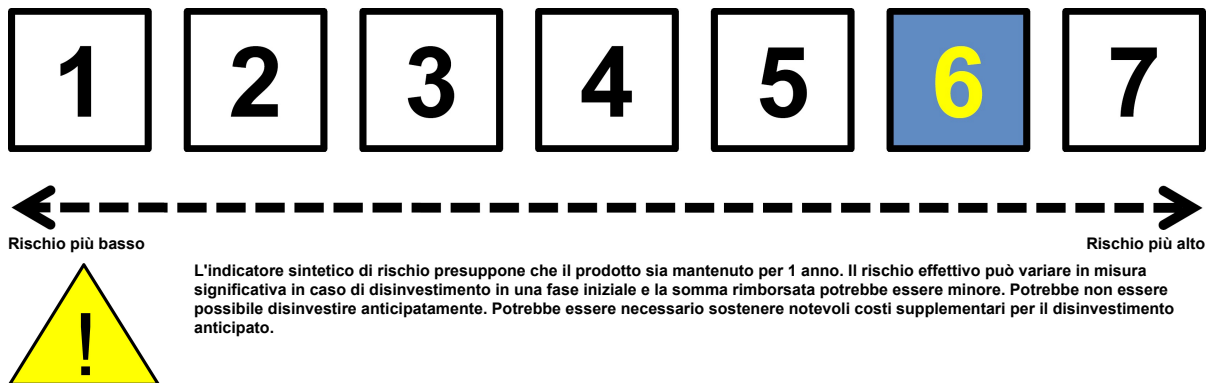 1 2 3 4 5 6 7
Rischio più basso Rischio più alto
!
L'indicatore sintetico di rischio presuppone che il prodotto sia mantenuto per 1 anno. Il rischio effettivo può variare in misura
significativa in caso di disinvestimento in una fase iniziale e la somma rimborsata potrebbe essere minore. Potrebbe non essere
possibile disinvestire anticipatamente. Potrebbe essere necessario sostenere notevoli costi supplementari per il disinvestimento
anticipato.